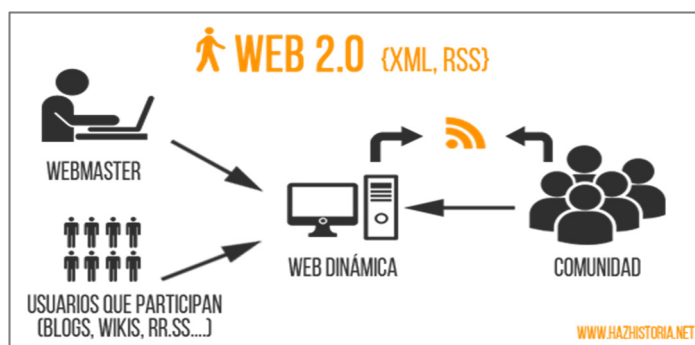 WEB 2.0 {XML, RSS}
WEBMASTER
USUARIOS QUE PARTICIPAN
(BLOGS, WIKIS, RR.SS....)
WEB DINÁMICA
COMUNIDAD
WWW.HAZHISTORIA.NET